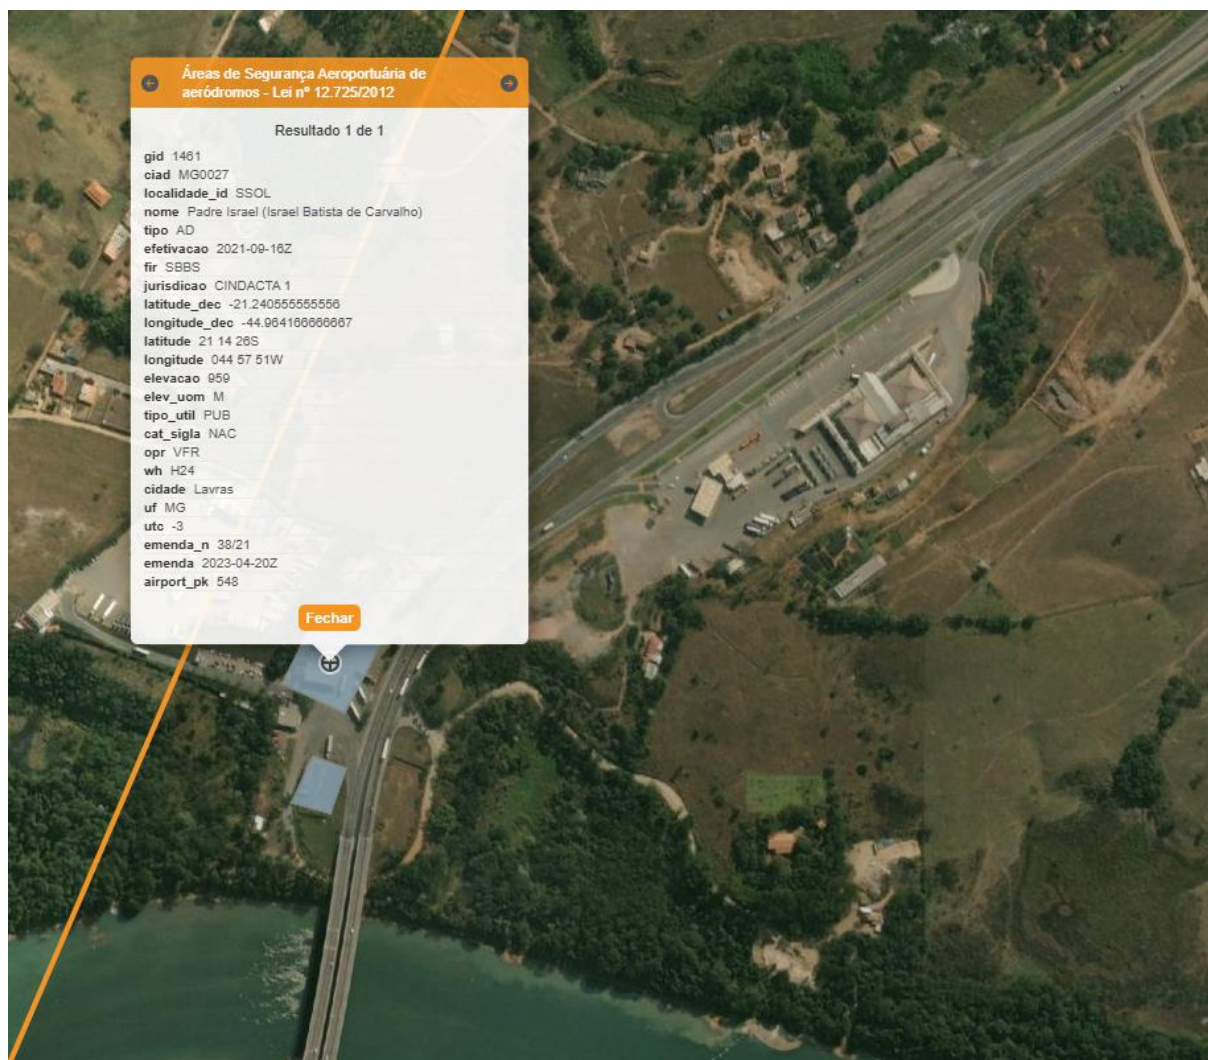 Áreas de Segurança Aeroportuária de
aeródromos - Lei nº 12.725/2012
Resultado 1 de 1
gid 1461
ciad MG0027
localidade_id SSOL
nome Padre Israel (Israel Batista de Carvalho)
tipo AD
efetivacao 2021-09-16Z
fir SBBS
jurisdicao CINDACTA 1
latitude_dec -21.240555555556
longitude_dec -44.964166666667
latitude 21 14 26S
longitude 044 57 51W
elevacao 959
elev_uom M
tipo_util PUB
cat_sigla NAC
opr VFR
wh H24
cidade Lavras
uf MG
utc -3
emenda_n 38/21
emenda 2023-04-20Z
airport_pk 548
Fechar